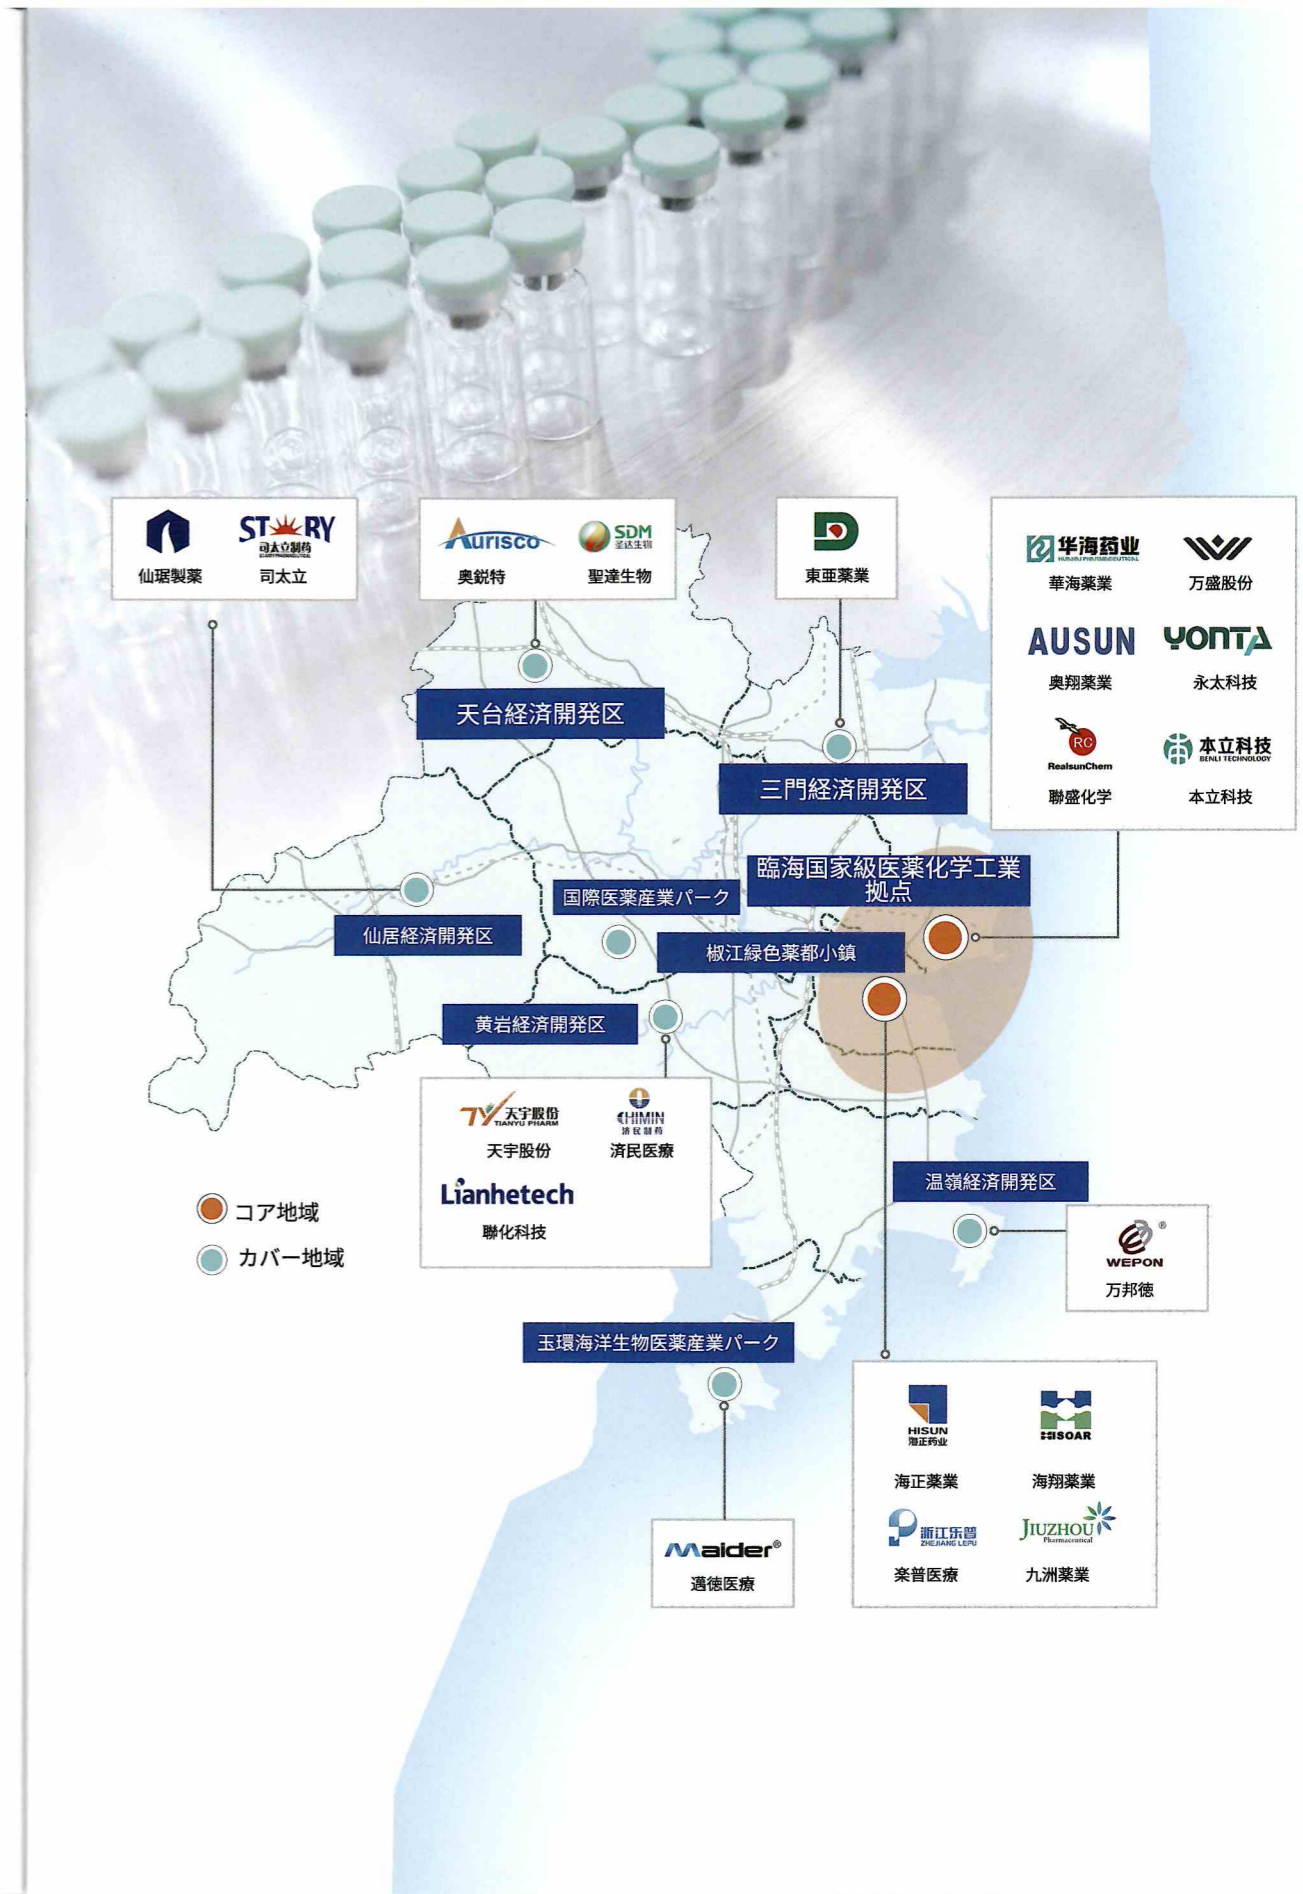 仙琚製薬
STARY
司太立制药
司太立
Aurisco
奥鋭特
SDM
圣达生物
聖達生物
東亜薬業
华海药业
HUAHAI PHARMACEUTICAL
華海薬業
万盛股份
AUSUN
奥翔薬業
YONTA
永太科技
RC
RealsunChem
聯盛化学
本立科技
BENLI TECHNOLOGY
本立科技
天台経済開発区
三門経済開発区
臨海国家級医薬化学工業
拠点
国際医薬産業パーク
仙居経済開発区
椒江緑色薬都小鎮
黄岩経済開発区
TY
天宇股份
TIANYU PHARM
天宇股份
CHIMIN
济民制药
済民医療
Lianhetech
聯化科技
コア地域
カバー地域
温嶺経済開発区
WEPON
®
万邦徳
玉環海洋生物医薬産業パーク
Maider®
邁徳医療
HISUN
海正药业
海正薬業
HISOAR
海翔薬業
浙江乐普
ZHEJIANG LEPU
楽普医療
JIUZHOU
Pharmaceutical
九洲薬業